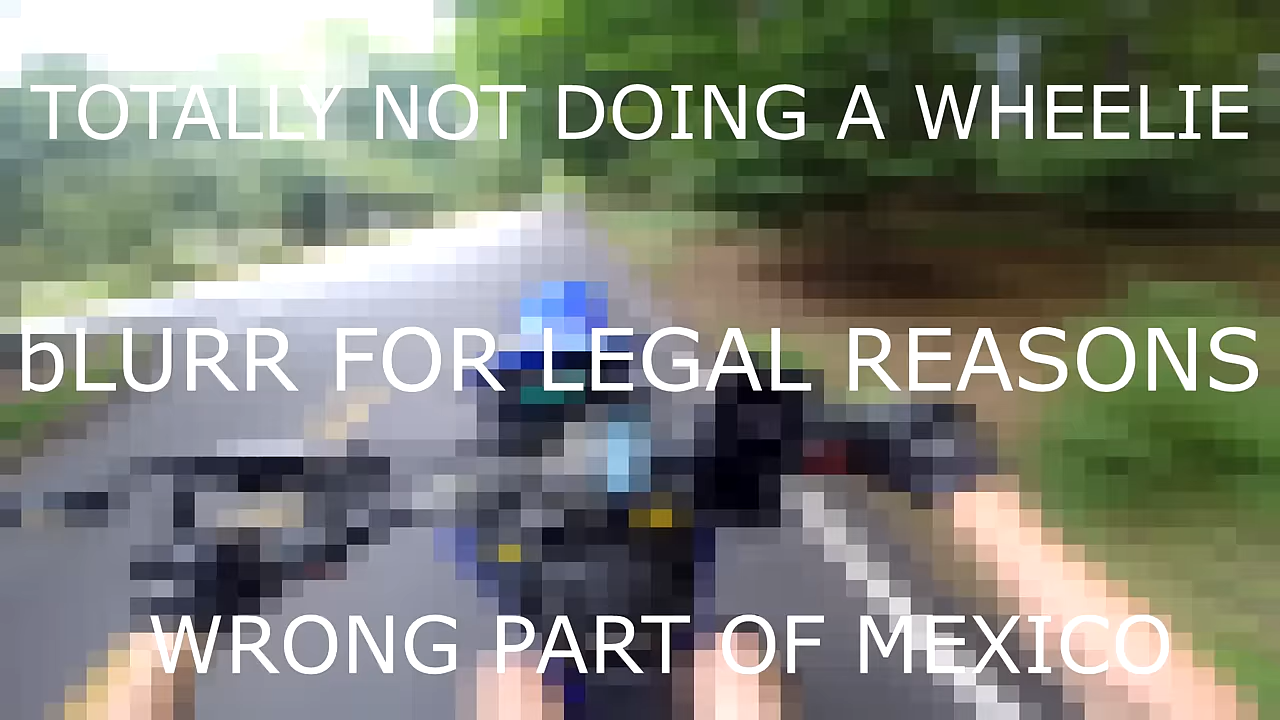 TOTALLY NOT DOING A WHEELIE
bLURR FOR LEGAL REASONS
WRONG PART OF MEXICO